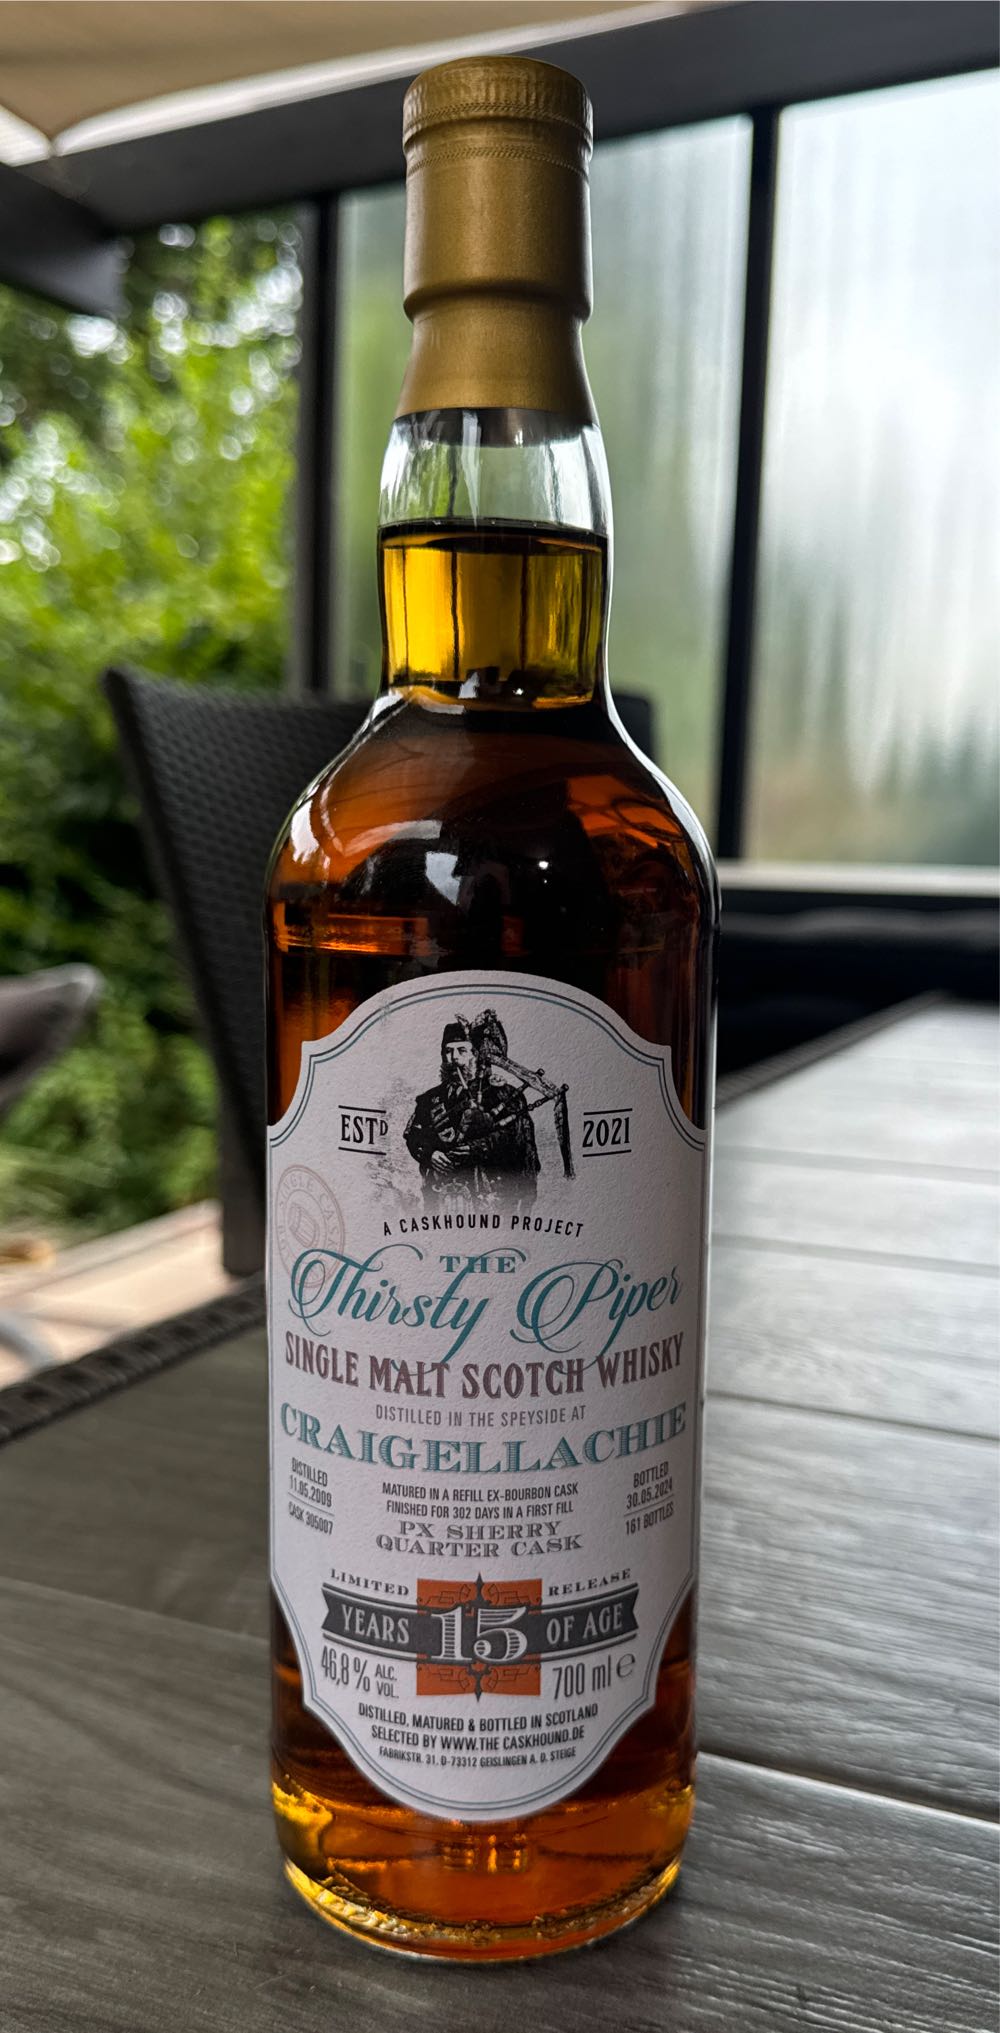 ESTD 2021
A CASKHOUND PROJECT
THE
Thirsty Piper
SINGLE MALT SCOTCH WHISKY
DISTILLED IN THE SPEYSIDE AT
CRAIGELLACHIE
DISTILLED
11.05.2009
CASK 305007
MATURED IN A REFILL EX-BOURBON CASK
FINISHED FOR 302 DAYS IN A FIRST FILL
PX SHERRY
QUARTER CASK
BOTTLED
30.05.2024
161 BOTTLES
LIMITED RELEASE
YEARS 15 OF AGE
46,8% ALC. VOL. 700 ml e
DISTILLED, MATURED & BOTTLED IN SCOTLAND
SELECTED BY WWW.THE CASKHOUND.DE
FABRIKSTR. 31. D-73312 GEISLINGEN A. D. STEIGE